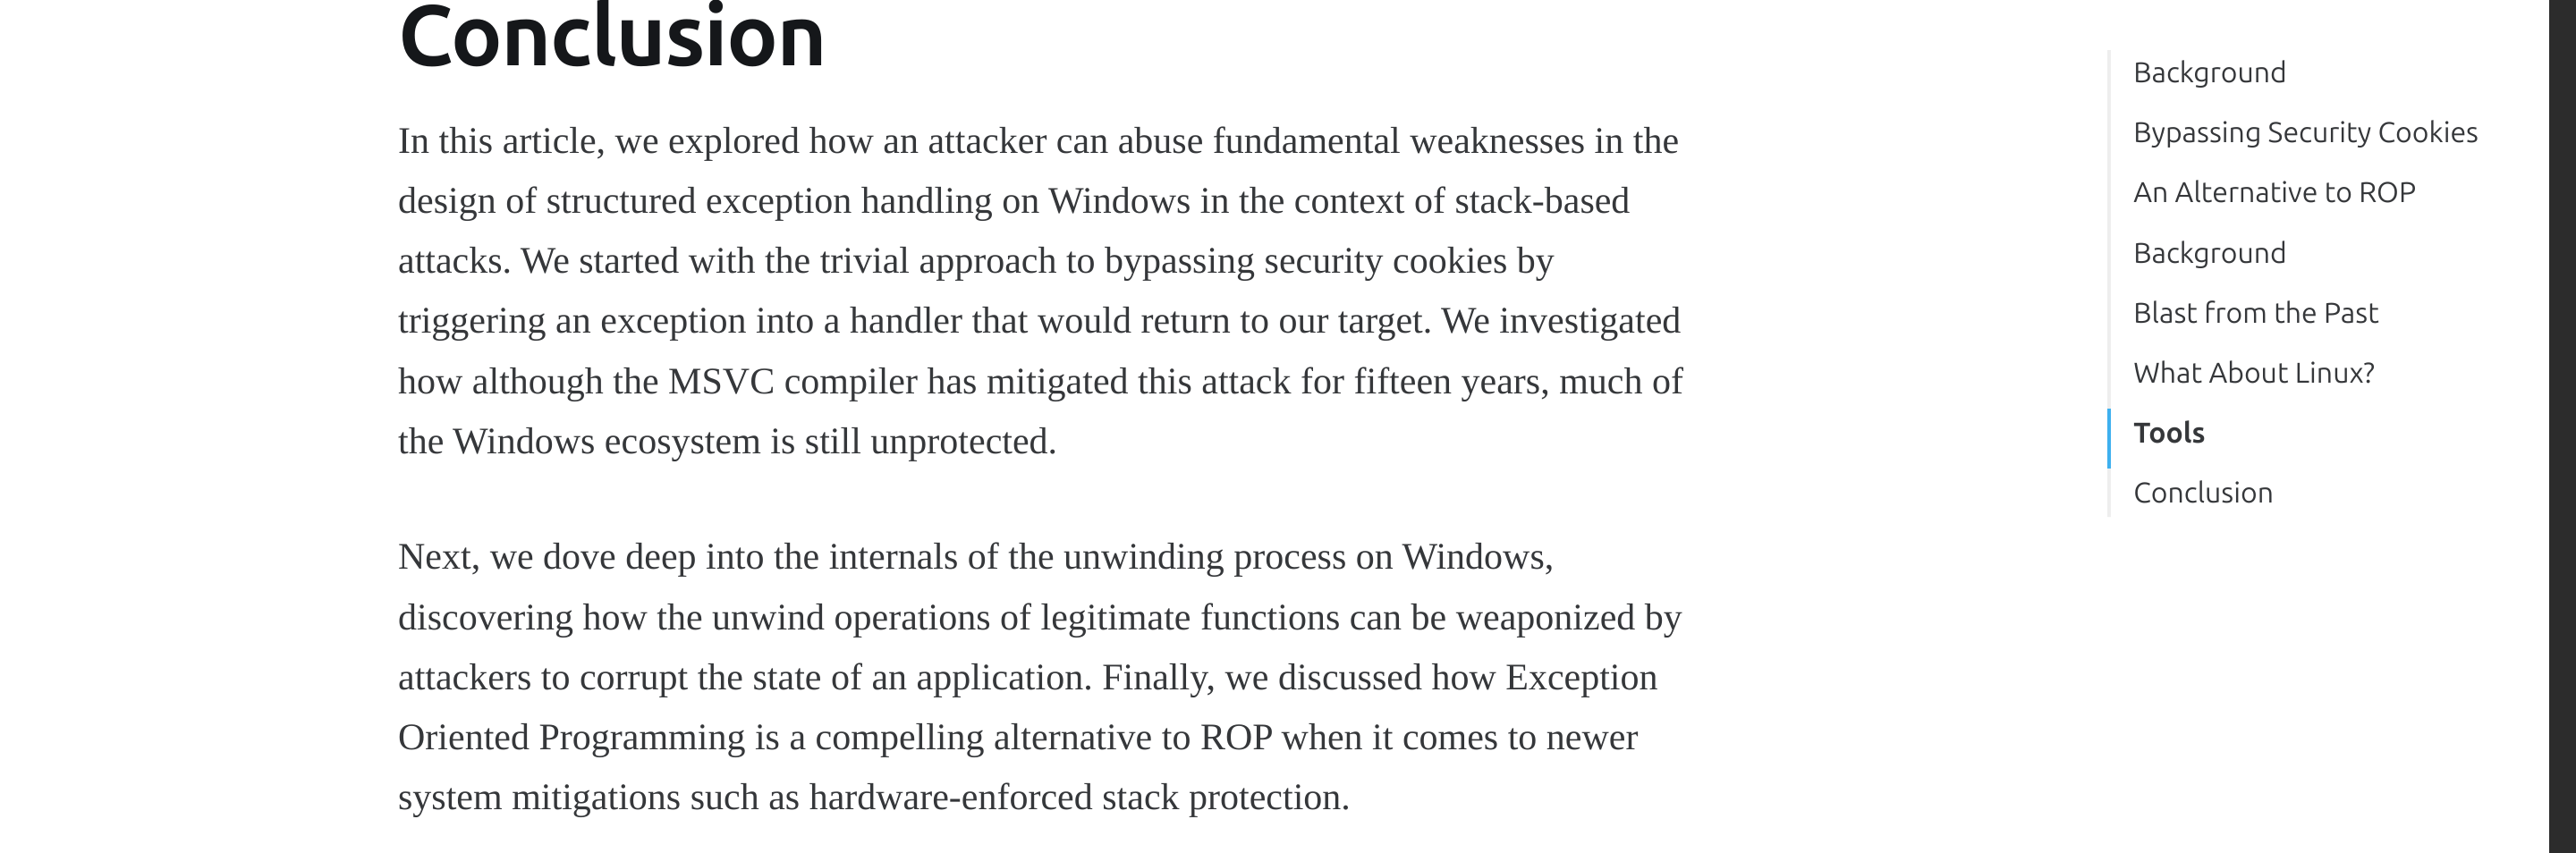 Conclusion
In this article, we explored how an attacker can abuse fundamental weaknesses in the
design of structured exception handling on Windows in the context of stack-based
attacks. We started with the trivial approach to bypassing security cookies by
triggering an exception into a handler that would return to our target. We investigated
how although the MSVC compiler has mitigated this attack for fifteen years, much of
the Windows ecosystem is still unprotected.
Next, we dove deep into the internals of the unwinding process on Windows,
discovering how the unwind operations of legitimate functions can be weaponized by
attackers to corrupt the state of an application. Finally, we discussed how Exception
Oriented Programming is a compelling alternative to ROP when it comes to newer
system mitigations such as hardware-enforced stack protection.
Background
Bypassing Security Cookies
An Alternative to ROP
Background
Blast from the Past
What About Linux?
Tools
Conclusion